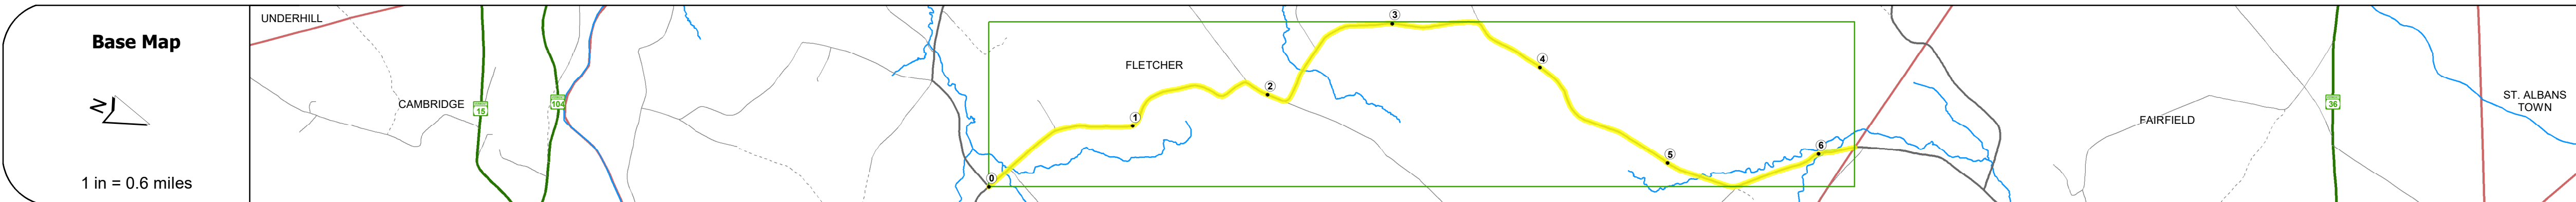 Base Map
N
1 in = 0.6 miles
UNDERHILL
CAMBRIDGE
15
104
FLETCHER
0
1
2
3
4
5
6
FAIRFIELD
36
ST. ALBANS
TOWN